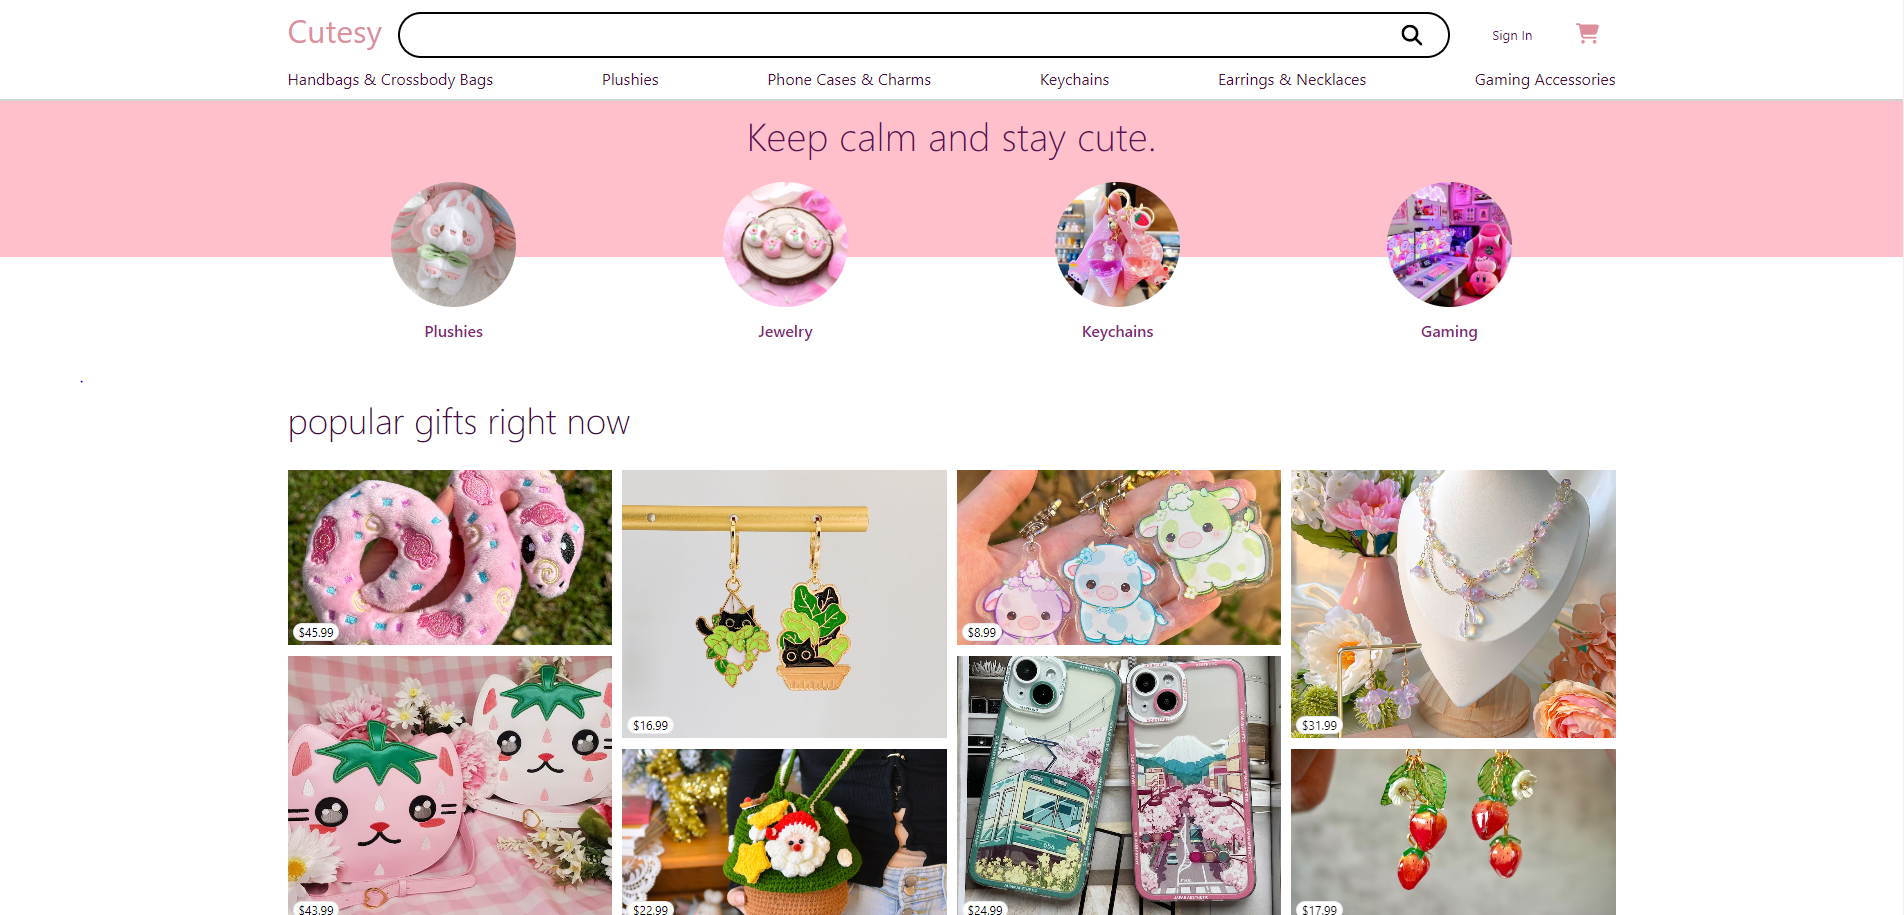 Cutesy
Sign In
Handbags & Crossbody Bags
Plushies
Phone Cases & Charms
Keychains
Earrings & Necklaces
Gaming Accessories
Keep calm and stay cute.
Plushies
Jewelry
Keychains
Gaming
.
popular gifts right now
$45.99
$16.99
$8.99
$31.99
$43.99
$22.99
$24.99
$17.99